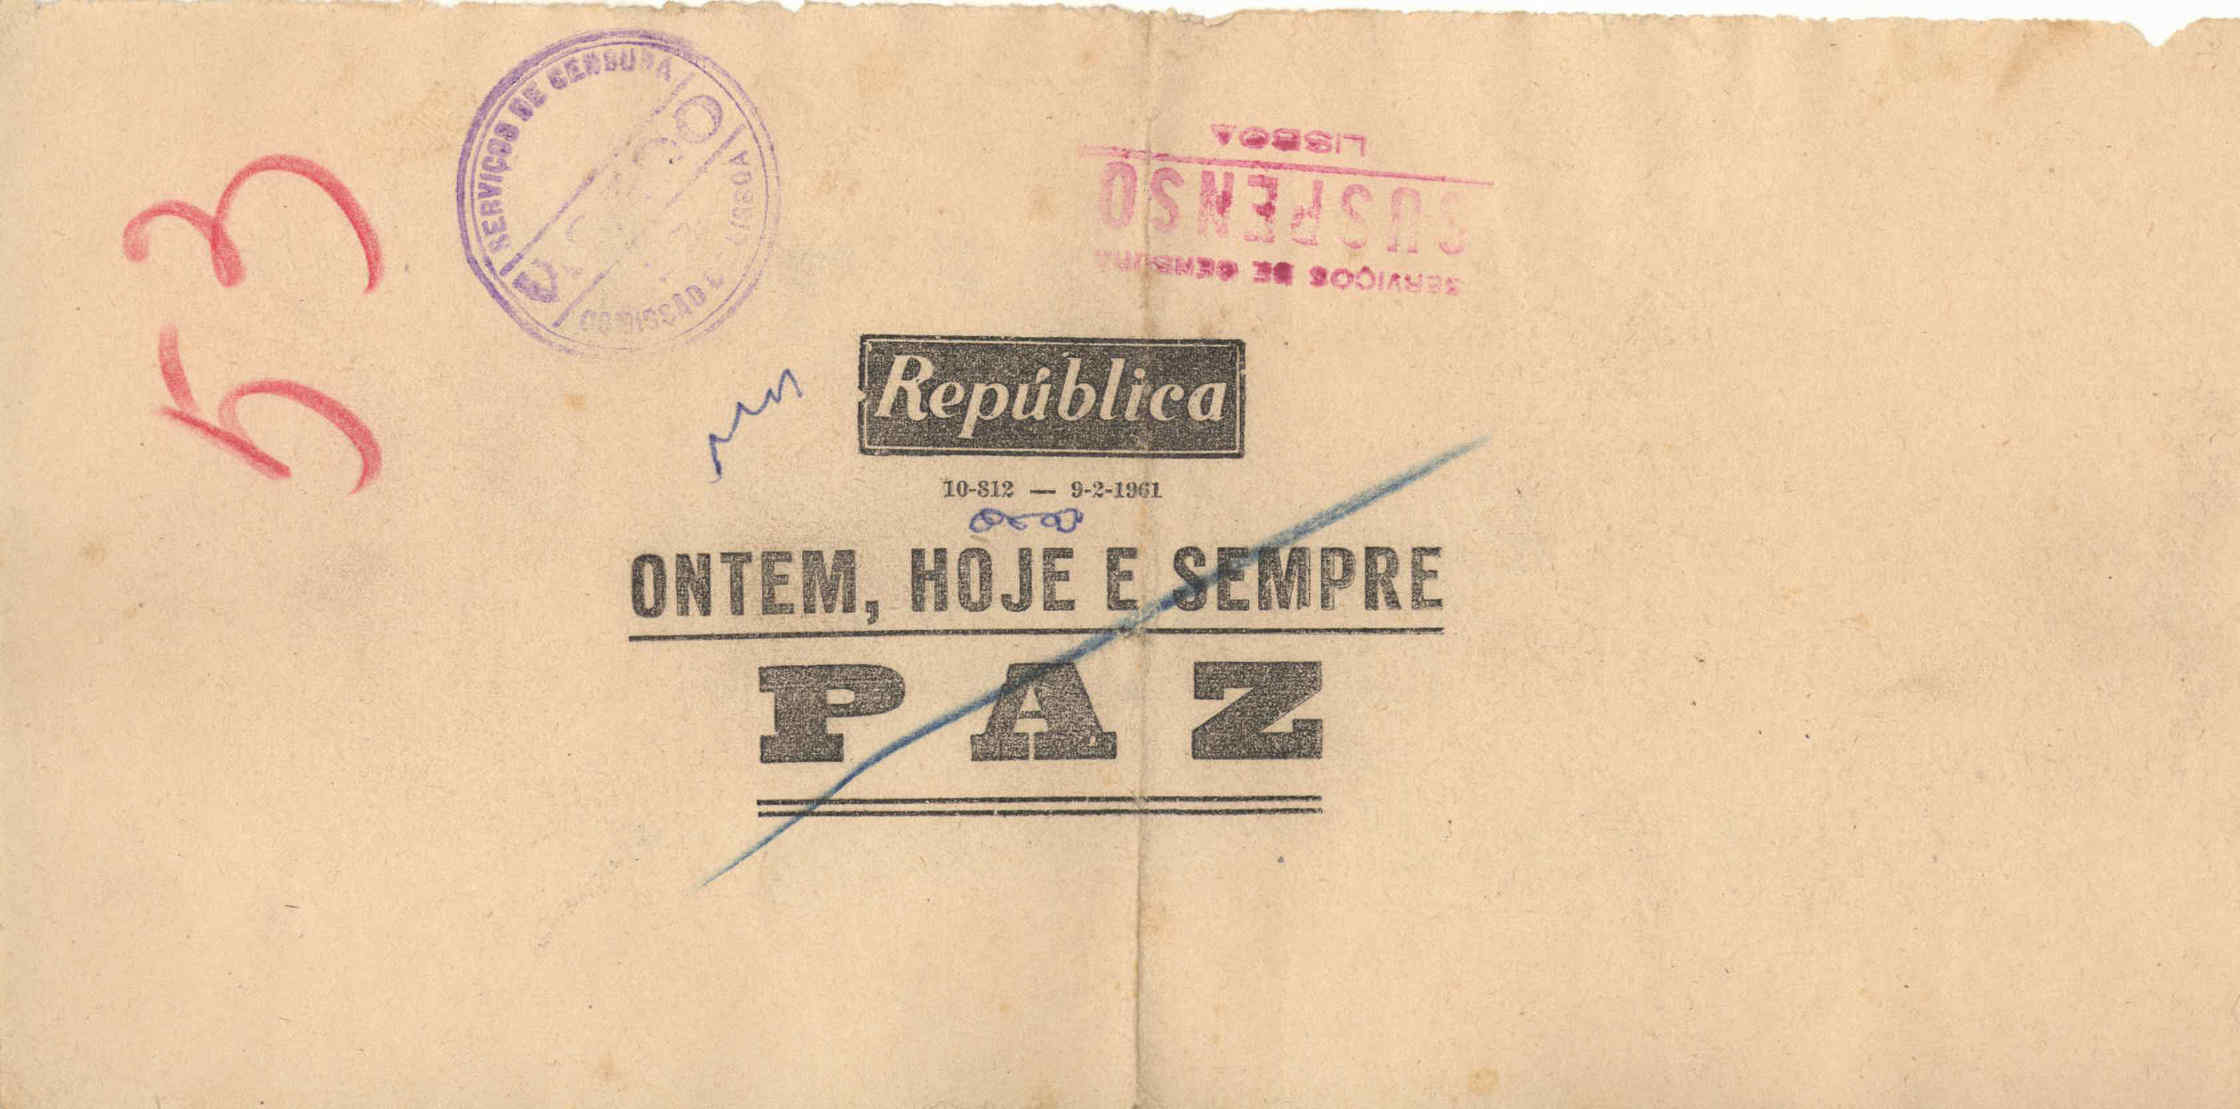 SERVIÇOS DE CENSURA
CORTADO
COMISSÃO DE LISBOA
SERVIÇOS DE CENSURA
SUSPENSO
LISBOA
53
República
10-812 — 9-2-1961
ONTEM, HOJE E SEMPRE
PAZ